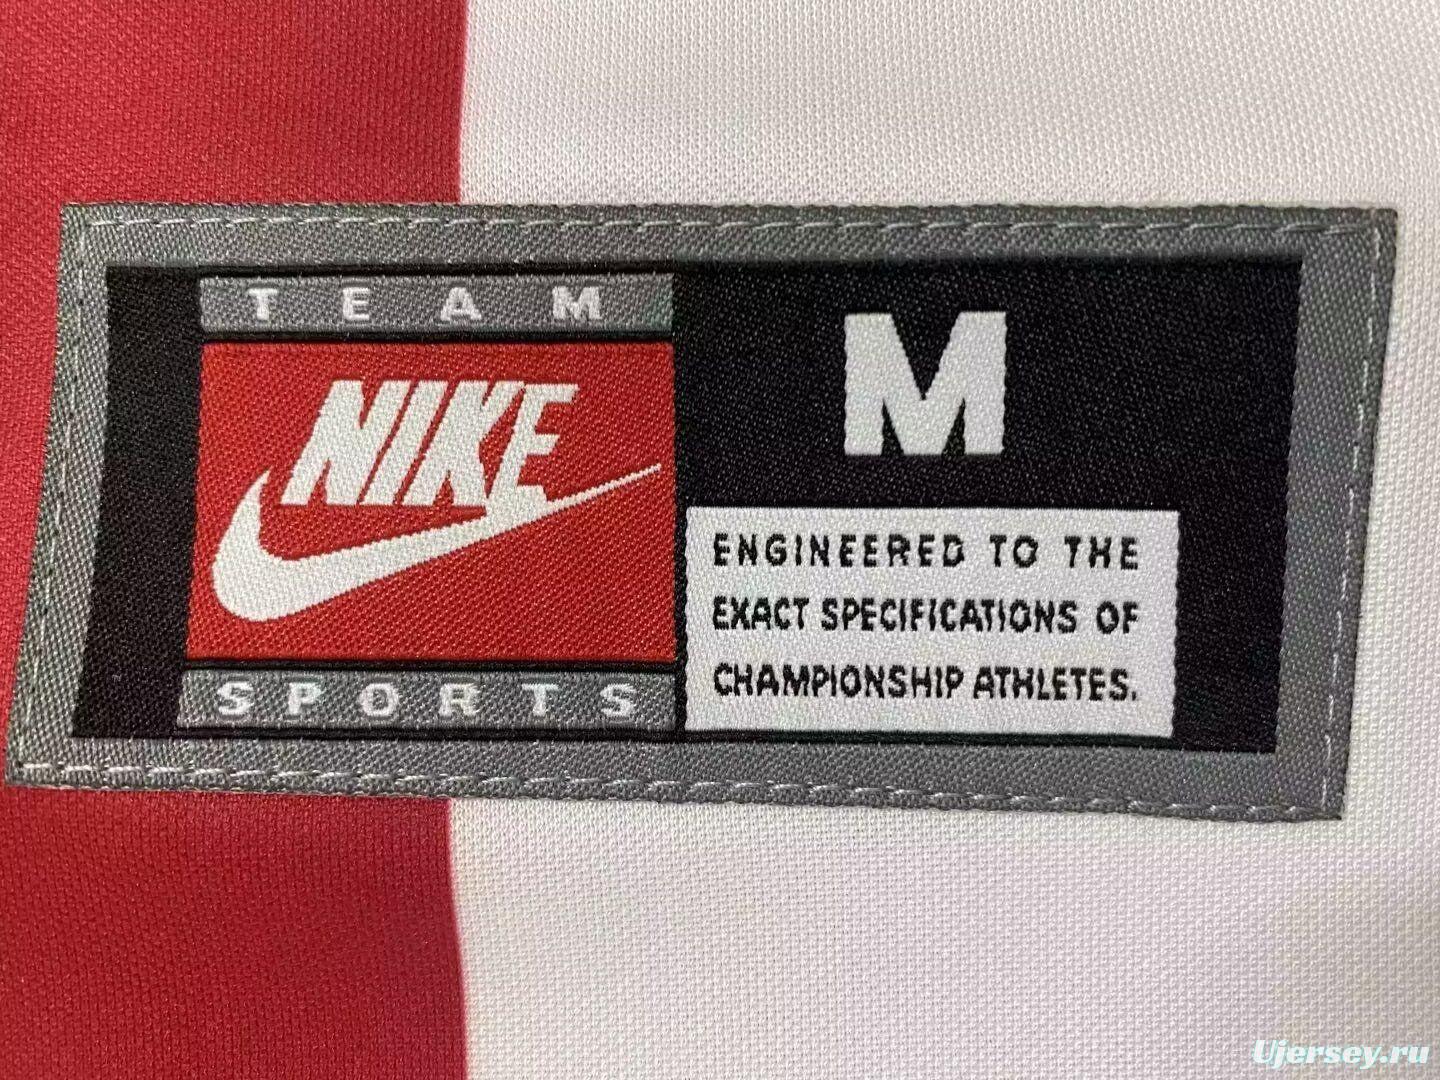 TEAM
NIKE
SPORTS
M
ENGINEERED TO THE
EXACT SPECIFICATIONS OF
CHAMPIONSHIP ATHLETES.
Ujersey.ru